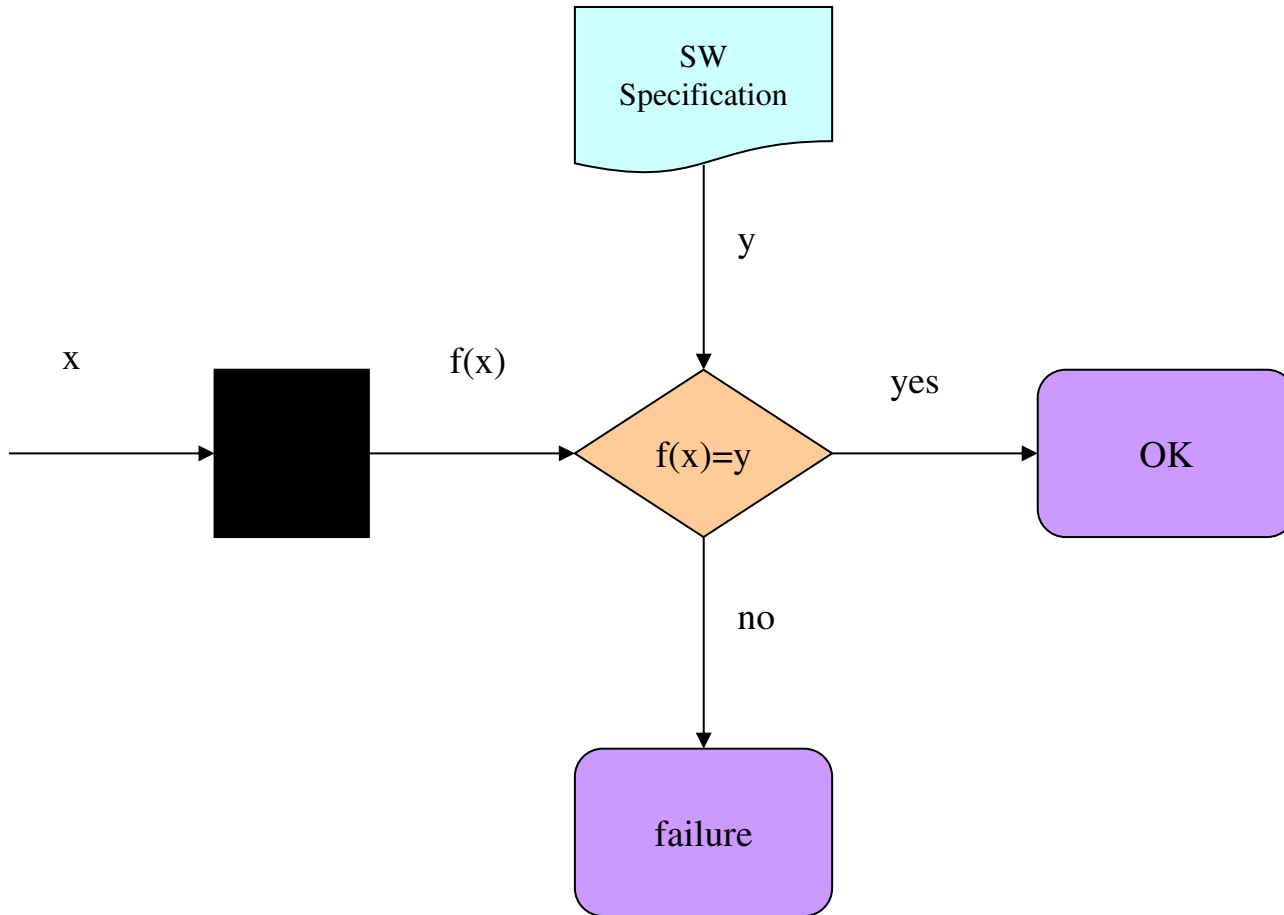 SW
Specification
y
x
f(x)
yes
f(x)=y
OK
no
failure